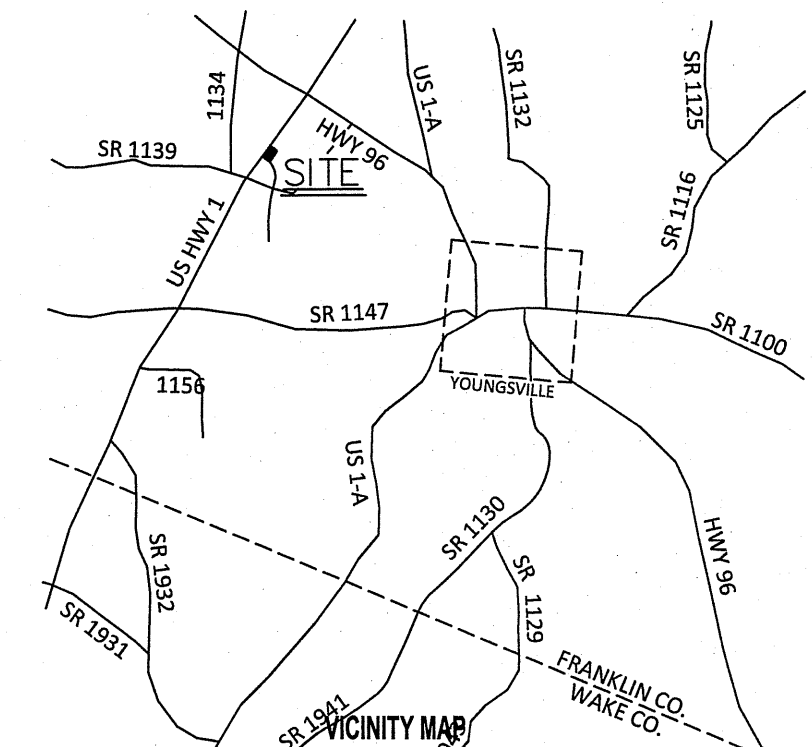 1134
US 1-A
SR 1132
SR 1125
HWY 96
SR 1139
SITE
SR 1116
US HWY 1
SR 1147
SR 1100
1156
YOUNGSVILLE
US 1-A
SR 1130
HWY 96
SR 1932
SR 1129
SR 1931
FRANKLIN CO.
WAKE CO.
SR 1941
VICINITY MAP